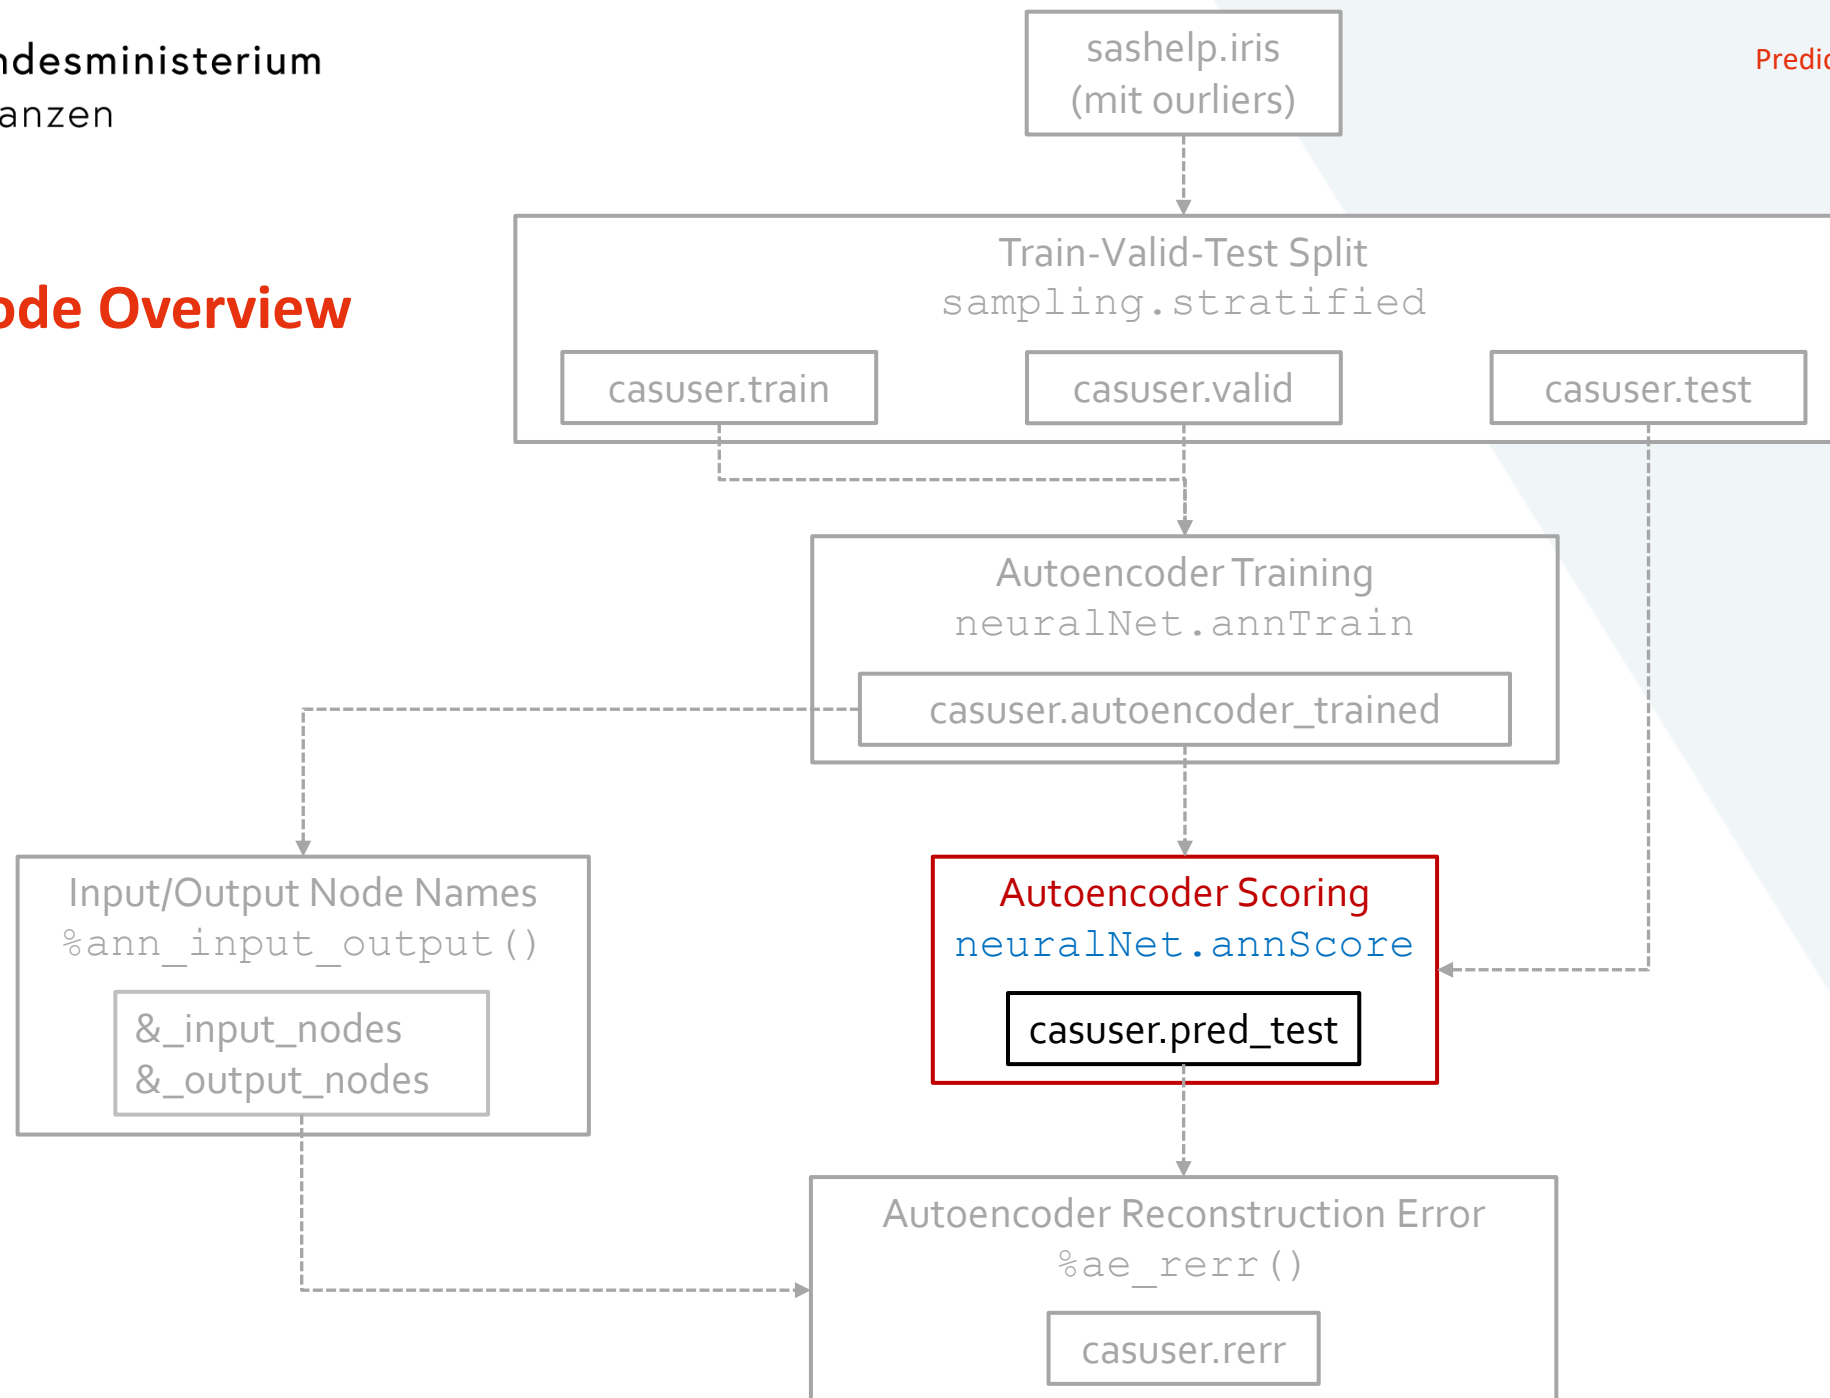 ndesministerium
anzen
Predic
ode Overview
sashelp.iris
(mit ourliers)
Train-Valid-Test Split
sampling.stratified
casuser.train
casuser.valid
casuser.test
Autoencoder Training
neuralNet.annTrain
casuser.autoencoder_trained
Input/Output Node Names
%ann_input_output()
&_input_nodes
&_output_nodes
Autoencoder Scoring
neuralNet.annScore
casuser.pred_test
Autoencoder Reconstruction Error
%ae_rerr()
casuser.rerr